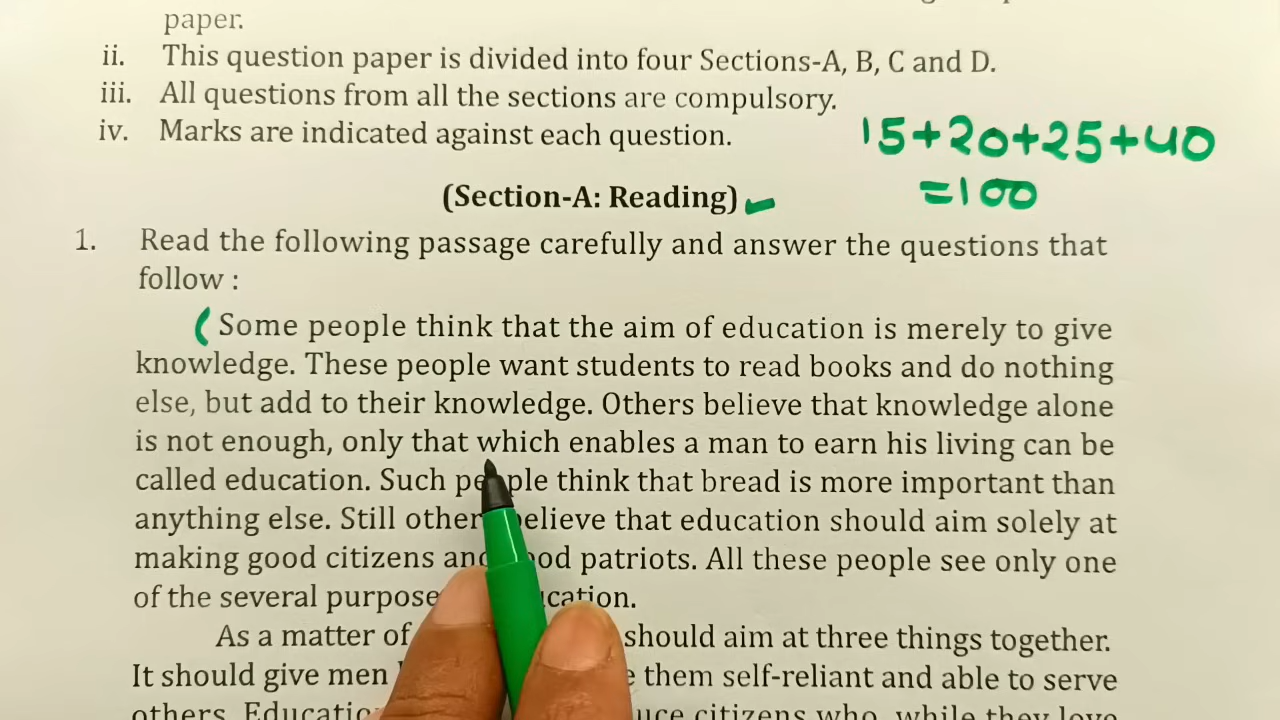 paper.
ii. This question paper is divided into four Sections-A, B, C and D.
iii. All questions from all the sections are compulsory.
iv. Marks are indicated against each question.
15+20+25+40
=100
(Section-A: Reading)
1. Read the following passage carefully and answer the questions that
follow :
(Some people think that the aim of education is merely to give
knowledge. These people want students to read books and do nothing
else, but add to their knowledge. Others believe that knowledge alone
is not enough, only that which enables a man to earn his living can be
called education. Such people think that bread is more important than
anything else. Still others believe that education should aim solely at
making good citizens and good patriots. All these people see only one
of the several purpose
As a matter of should aim at three things together.
It should give men them self-reliant and able to serve
others. citizens who, while they love